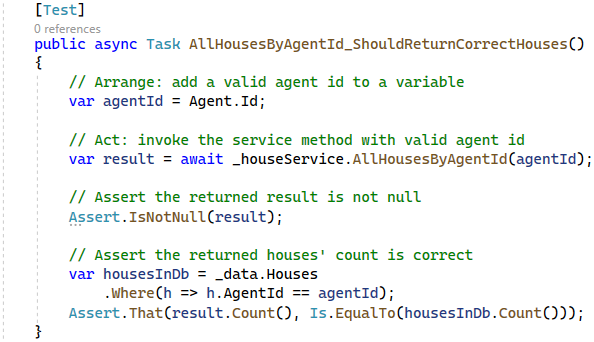 [Test]
0 references
public async Task AllHousesByAgentId_ShouldReturnCorrectHouses()
{
// Arrange: add a valid agent id to a variable
var agentId = Agent.Id;
// Act: invoke the service method with valid agent id
var result = await _houseService.AllHousesByAgentId(agentId);
// Assert the returned result is not null
Assert.IsNotNull(result);
// Assert the returned houses' count is correct
var housesInDb = _data.Houses
.Where(h => h.AgentId == agentId);
Assert.That(result.Count(), Is.EqualTo(housesInDb.Count()));
}